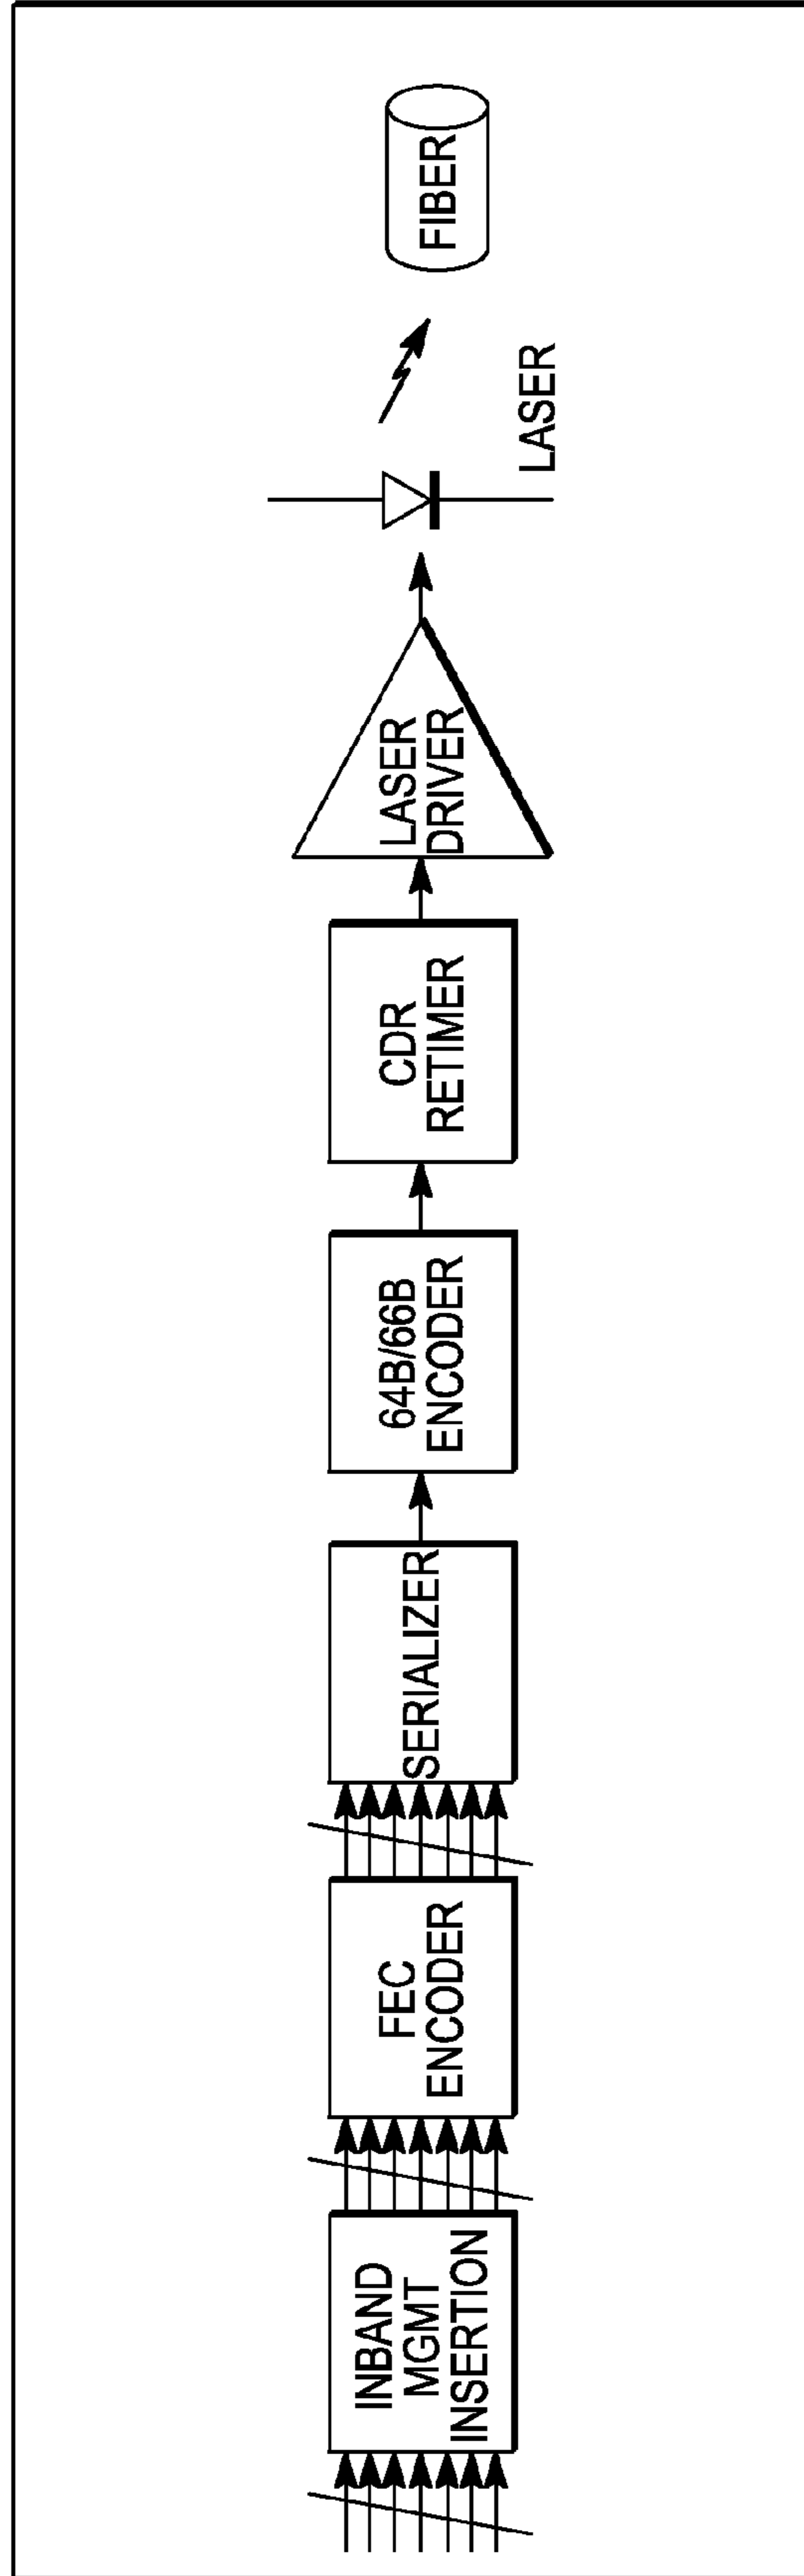 INBAND
MGMT
INSERTION
FEC
ENCODER
SERIALIZER
64B/66B
ENCODER
CDR
RETIMER
LASER
DRIVER
LASER
FIBER